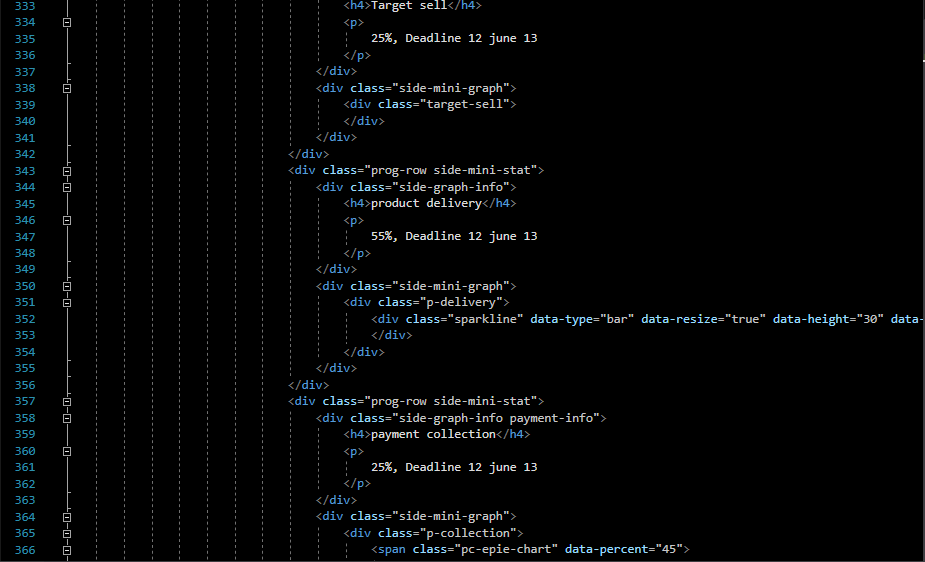 333 <h4>Target sell</h4>
334 <p>
335 25%, Deadline 12 june 13
336 </p>
337 </div>
338 <div class="side-mini-graph">
339 <div class="target-sell">
340 </div>
341 </div>
342 </div>
343 <div class="prog-row side-mini-stat">
344 <div class="side-graph-info">
345 <h4>product delivery</h4>
346 <p>
347 55%, Deadline 12 june 13
348 </p>
349 </div>
350 <div class="side-mini-graph">
351 <div class="p-delivery">
352 <div class="sparkline" data-type="bar" data-resize="true" data-height="30" data-
353 </div>
354 </div>
355 </div>
356 </div>
357 <div class="prog-row side-mini-stat">
358 <div class="side-graph-info payment-info">
359 <h4>payment collection</h4>
360 <p>
361 25%, Deadline 12 june 13
362 </p>
363 </div>
364 <div class="side-mini-graph">
365 <div class="p-collection">
366 <span class="pc-epie-chart" data-percent="45">